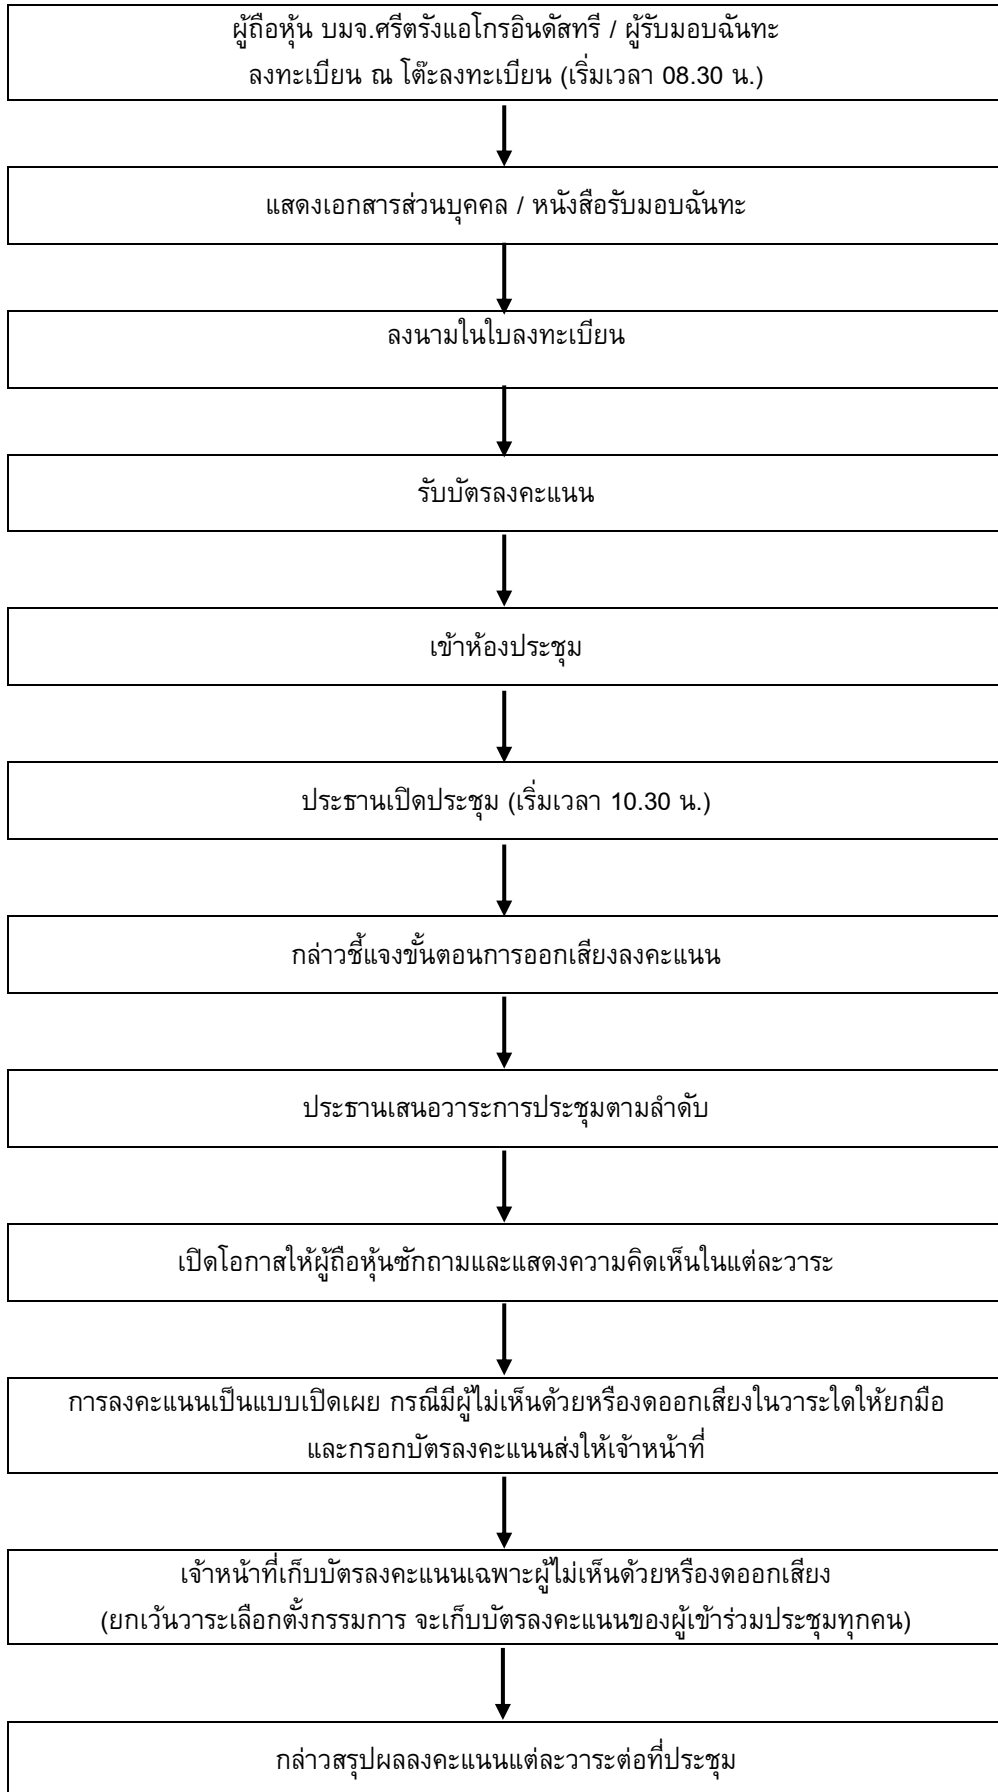 ผู้ถือหุ้น บมจ.ศรีตรังแอโกรอินดัสทรี / ผู้รับมอบฉันทะ
ลงทะเบียน ณ โต๊ะลงทะเบียน (เริ่มเวลา 08.30 น.)
แสดงเอกสารส่วนบุคคล / หนังสือรับมอบฉันทะ
ลงนามในใบลงทะเบียน
รับบัตรลงคะแนน
เข้าห้องประชุม
ประธานเปิดประชุม (เริ่มเวลา 10.30 น.)
กล่าวชี้แจงขั้นตอนการออกเสียงลงคะแนน
ประธานเสนอวาระการประชุมตามลำดับ
เปิดโอกาสให้ผู้ถือหุ้นซักถามและแสดงความคิดเห็นในแต่ละวาระ
การลงคะแนนเป็นแบบเปิดเผย กรณีมีผู้ไม่เห็นด้วยหรืองดออกเสียงในวาระใดให้ยกมือ
และกรอกบัตรลงคะแนนส่งให้เจ้าหน้าที่
เจ้าหน้าที่เก็บบัตรลงคะแนนเฉพาะผู้ไม่เห็นด้วยหรืองดออกเสียง
(ยกเว้นวาระเลือกตั้งกรรมการ จะเก็บบัตรลงคะแนนของผู้เข้าร่วมประชุมทุกคน)
กล่าวสรุปผลลงคะแนนแต่ละวาระต่อที่ประชุม